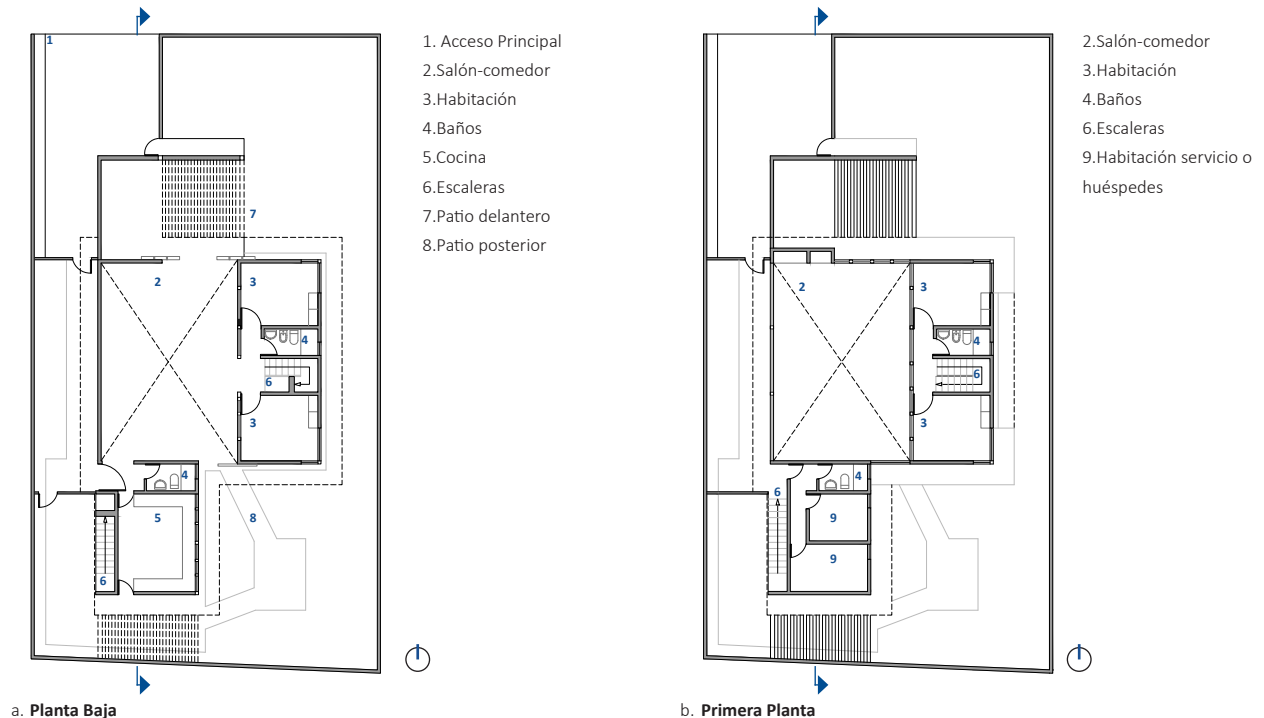 1. Acceso Principal
2.Salón-comedor
3.Habitación
4.Baños
5.Cocina
6.Escaleras
7.Patio delantero
8.Patio posterior
1
7
2
3
4
6
3
4
5
8
6
a. Planta Baja
2.Salón-comedor
3.Habitación
4.Baños
6.Escaleras
9.Habitación servicio o
huéspedes
2
3
4
6
3
4
6
9
9
b. Primera Planta